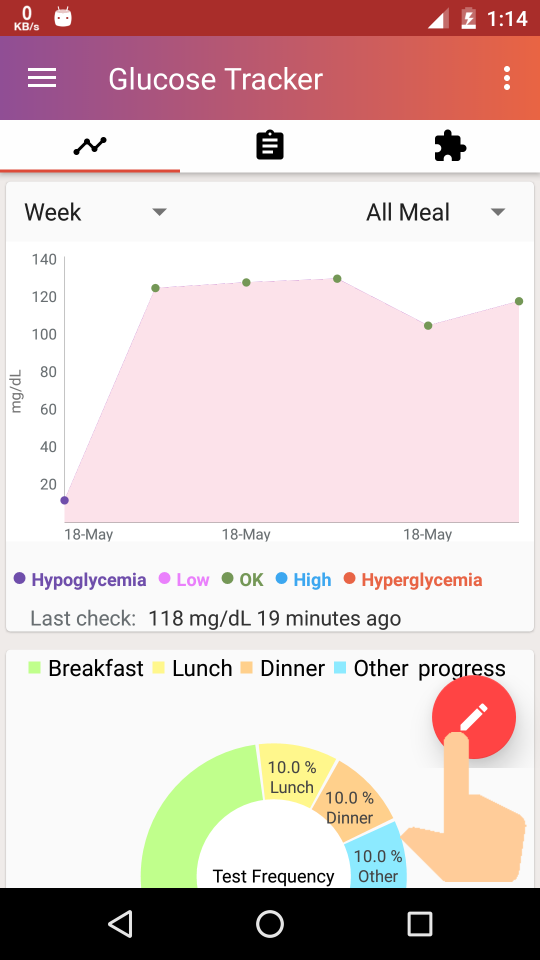 0
KB/s
1:14
Glucose Tracker
Week All Meal
140
120
100
80
60
40
20
mg/dL
18-May 18-May 18-May
Hypoglycemia Low OK High Hyperglycemia
Last check: 118 mg/dL 19 minutes ago
Breakfast Lunch Dinner Other progress
10.0 %
Lunch
10.0 %
Dinner
10.0 %
Other
Test Frequency